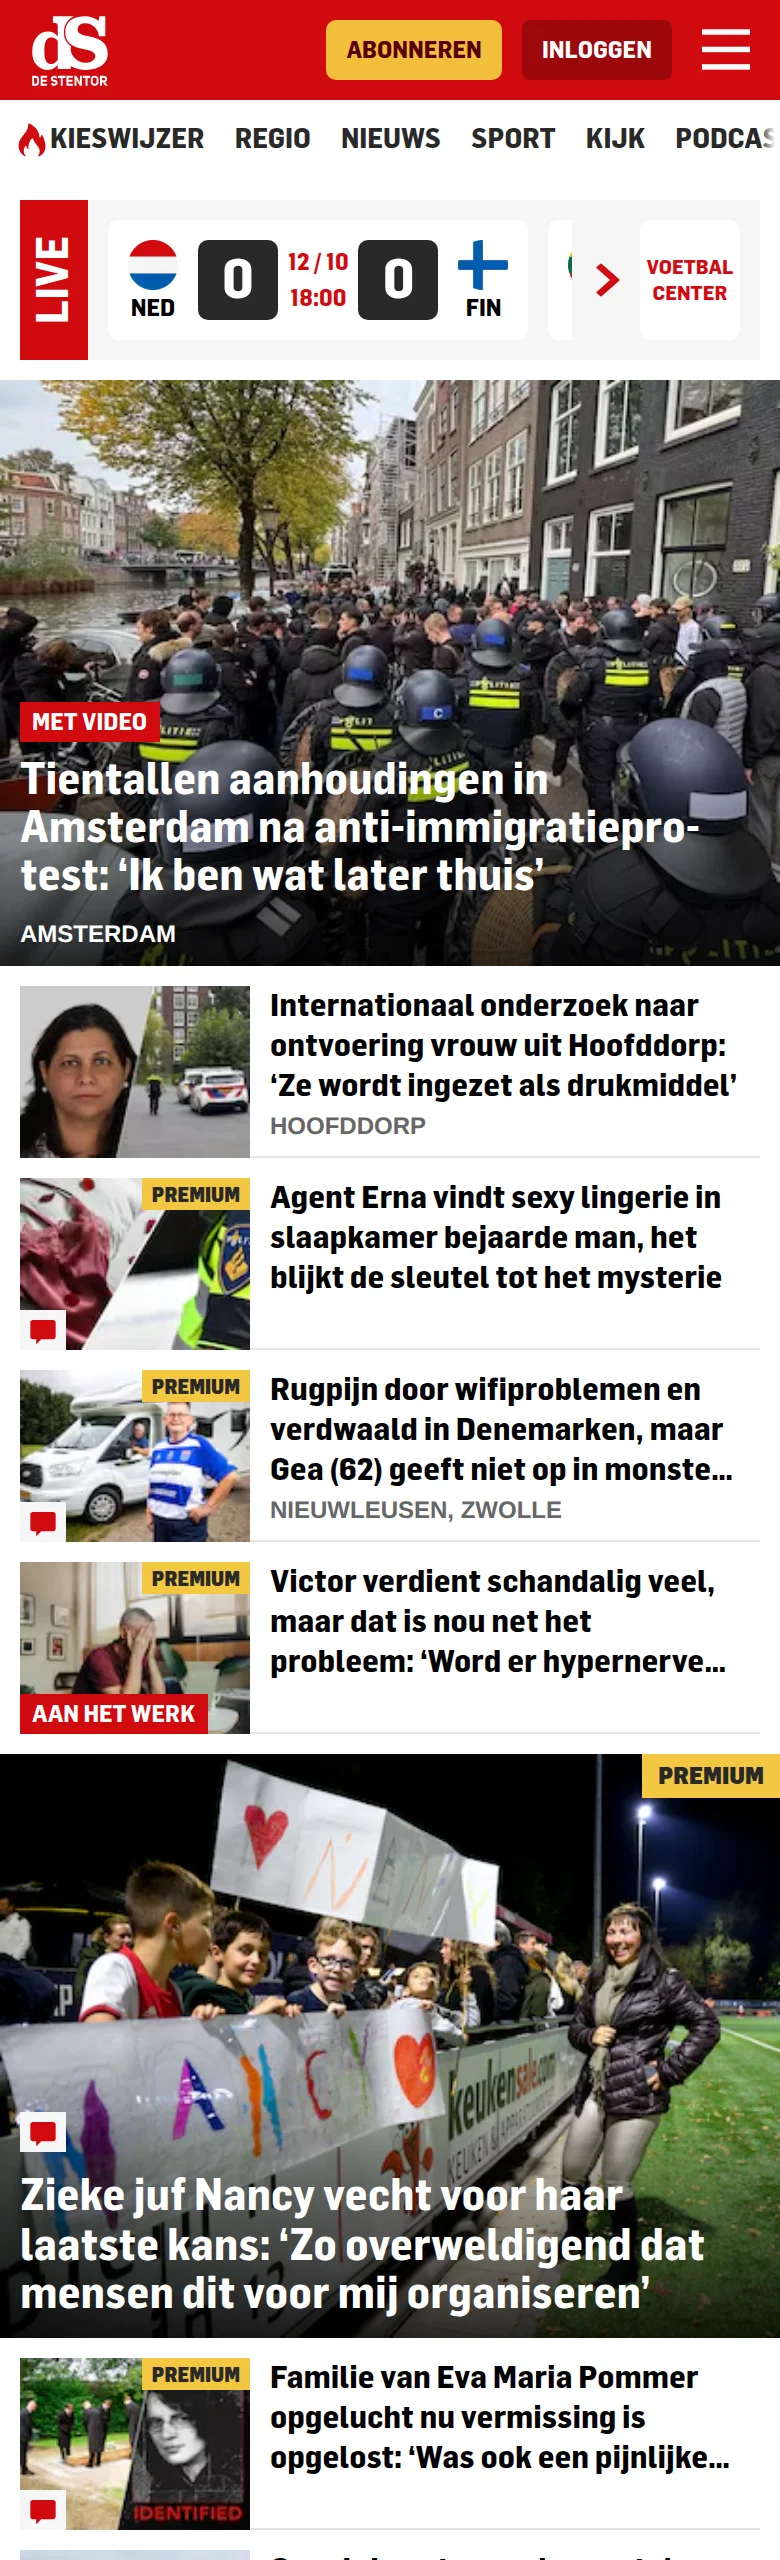 dS
DE STENTOR
ABONNEREN
INLOGGEN
KIESWIJZER REGIO NIEUWS SPORT KIJK PODCAS
LIVE
NED
0
12 / 10
18:00
0
FIN
VOETBAL
CENTER
MET VIDEO
Tientallen aanhoudingen in
Amsterdam na anti-immigratiepro-
test: ‘Ik ben wat later thuis’
AMSTERDAM
Internationaal onderzoek naar
ontvoering vrouw uit Hoofddorp:
‘Ze wordt ingezet als drukmiddel’
HOOFDDORP
PREMIUM
Agent Erna vindt sexy lingerie in
slaapkamer bejaarde man, het
blijkt de sleutel tot het mysterie
PREMIUM
Rugpijn door wifiproblemen en
verdwaald in Denemarken, maar
Gea (62) geeft niet op in monste...
NIEUWLEUSEN, ZWOLLE
PREMIUM
AAN HET WERK
Victor verdient schandalig veel,
maar dat is nou net het
probleem: ‘Word er hypernerve...
PREMIUM
NANCY
NANCY
keukensale.com
Zieke juf Nancy vecht voor haar
laatste kans: ‘Zo overweldigend dat
mensen dit voor mij organiseren’
PREMIUM
IDENTIFIED
Familie van Eva Maria Pommer
opgelucht nu vermissing is
opgelost: ‘Was ook een pijnlijke...